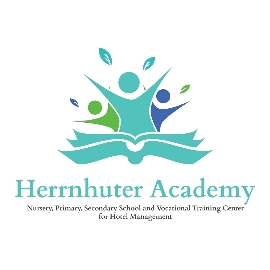 Herrnhuter Academy
Nursery, Primary, Secondary School and Vocational Training Center
for Hotel Management